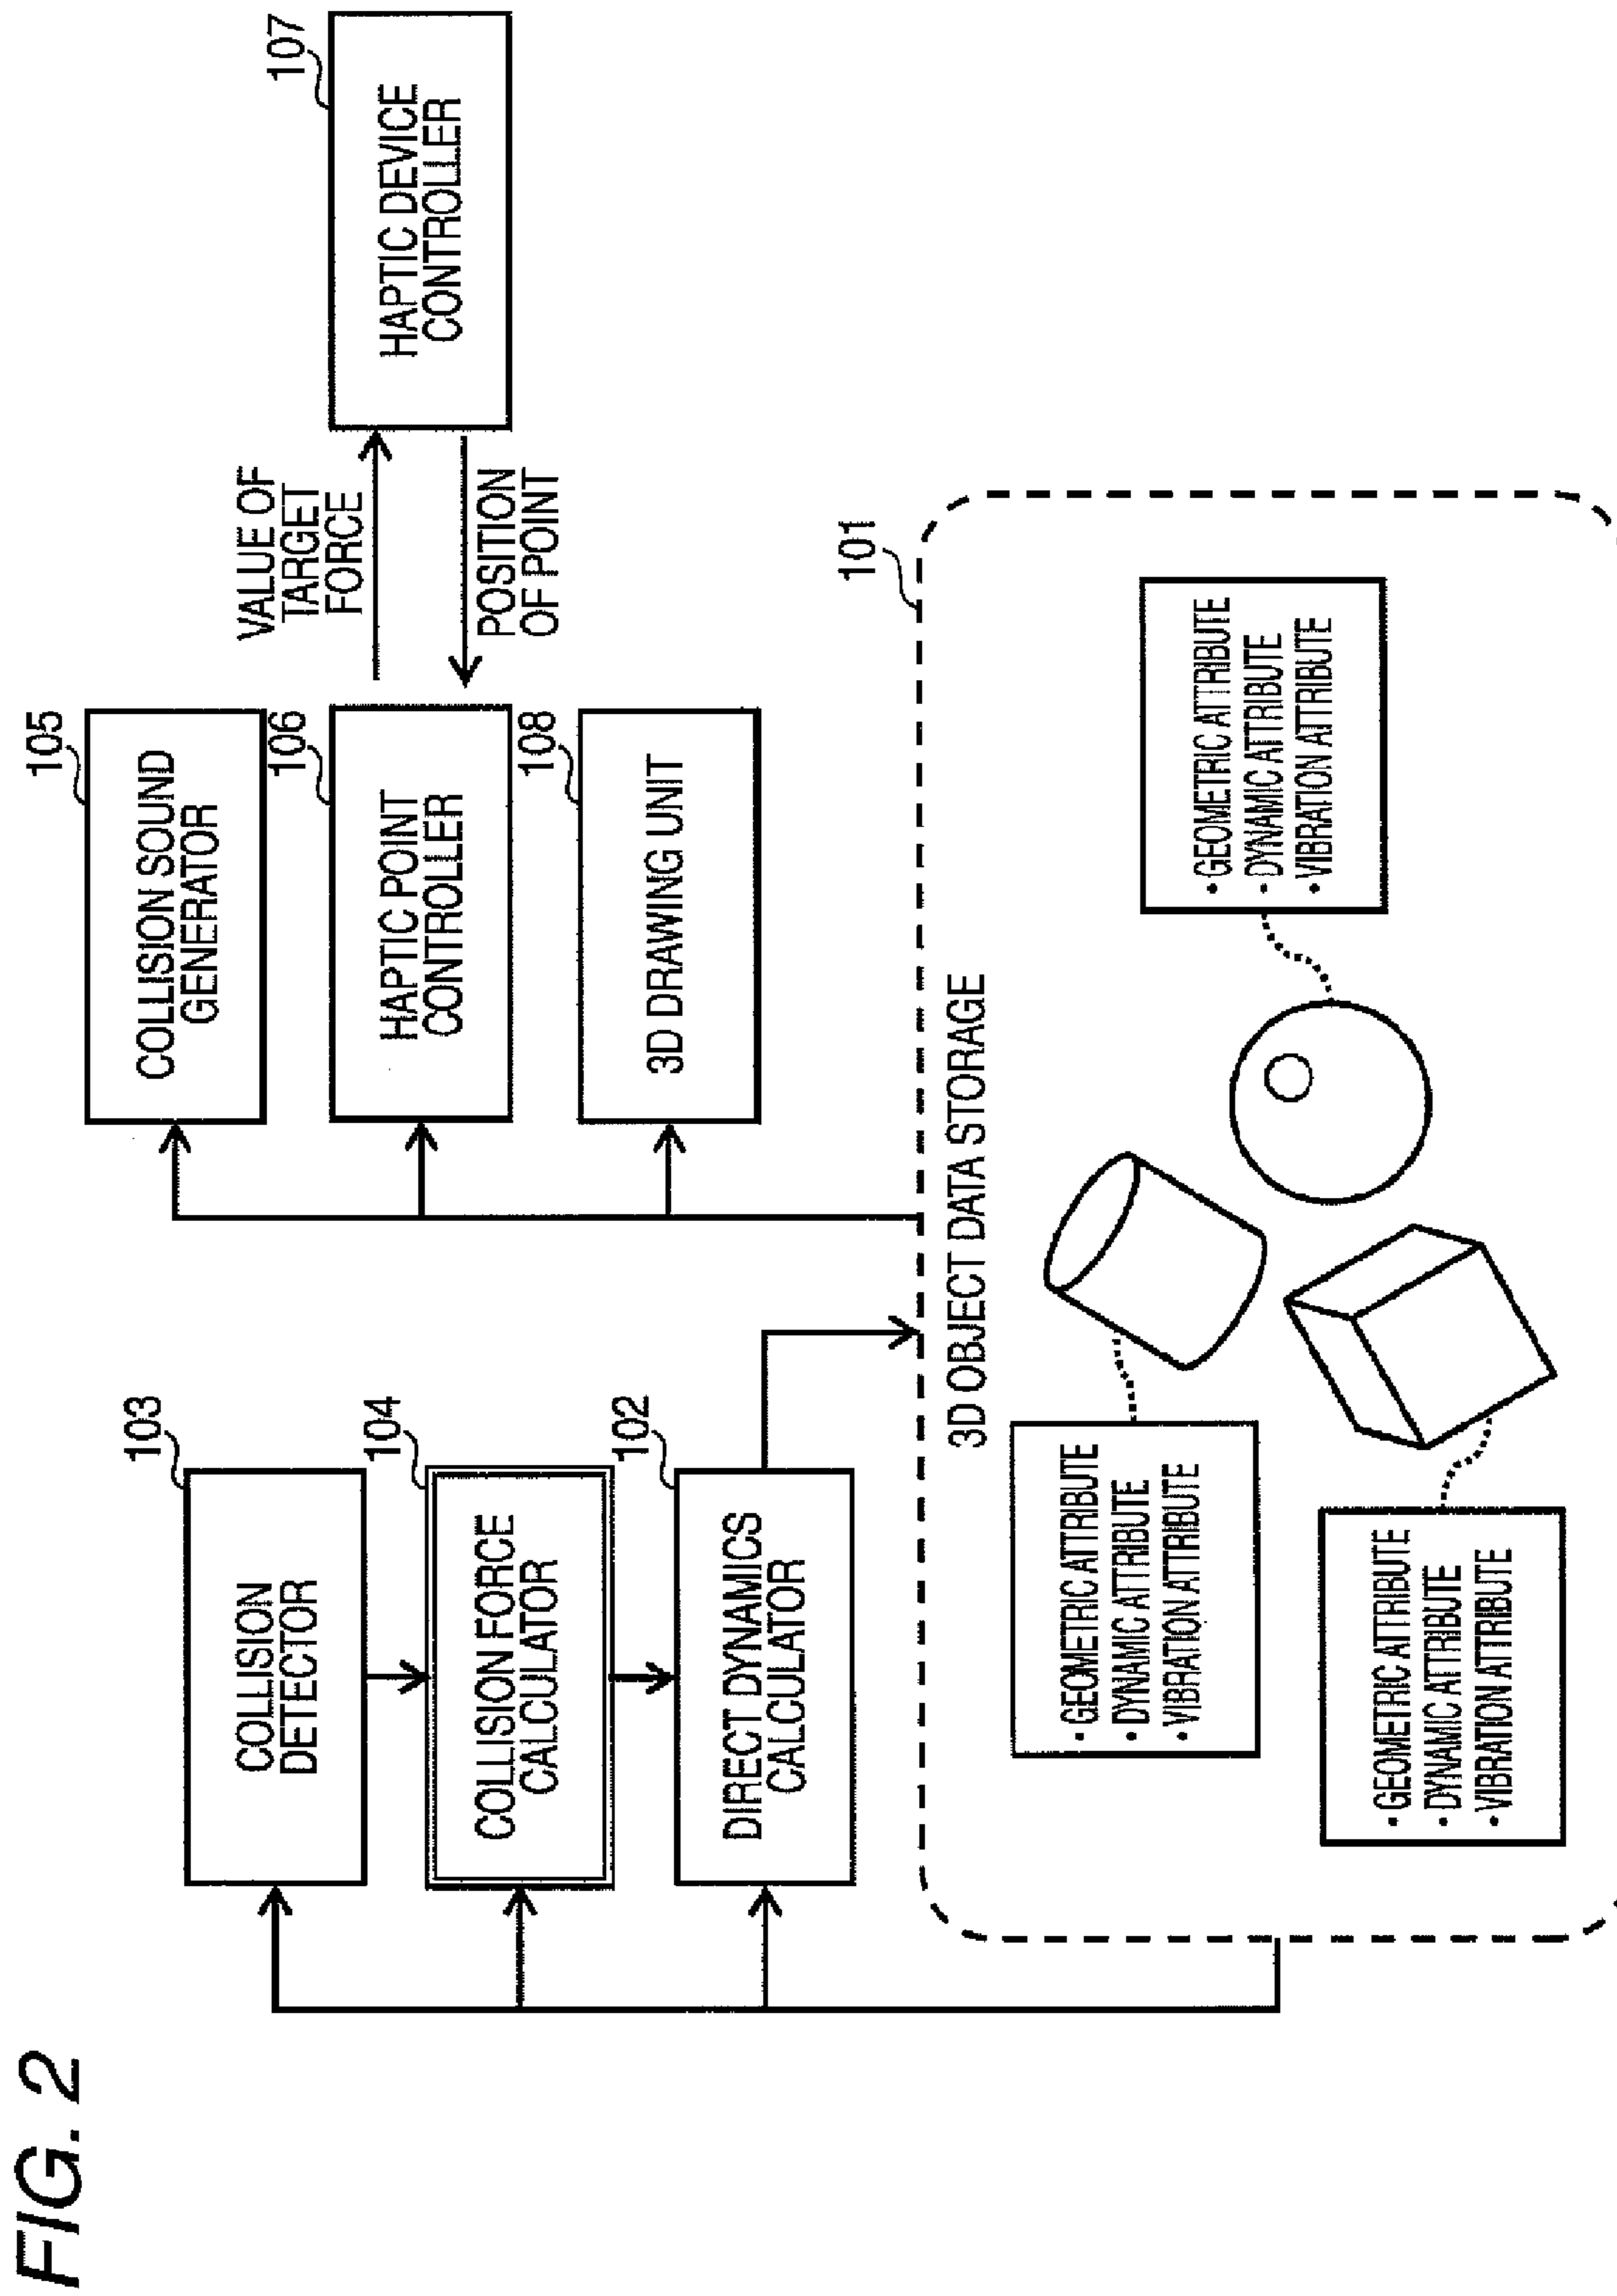 FIG. 2
103
COLLISION
DETECTOR
104
COLLISION FORCE
CALCULATOR
102
DIRECT DYNAMICS
CALCULATOR
105
COLLISION SOUND
GENERATOR
106
HAPTIC POINT
CONTROLLER
108
3D DRAWING UNIT
VALUE OF
TARGET
FORCE
POSITION
OF POINT
107
HAPTIC DEVICE
CONTROLLER
101
3D OBJECT DATA STORAGE
• GEOMETRIC ATTRIBUTE
• DYNAMIC ATTRIBUTE
• VIBRATION ATTRIBUTE
• GEOMETRIC ATTRIBUTE
• DYNAMIC ATTRIBUTE
• VIBRATION ATTRIBUTE
• GEOMETRIC ATTRIBUTE
• DYNAMIC ATTRIBUTE
• VIBRATION ATTRIBUTE